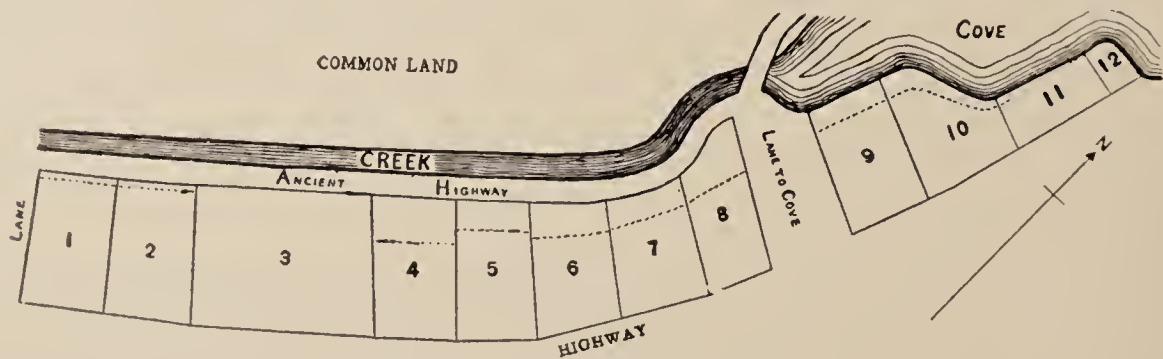 COVE
COMMON LAND
12
11
10
9
CREEK
ANCIENT HIGHWAY
LANE TO COVE
N
LANE
1
2
3
4
5
6
7
8
HIGHWAY